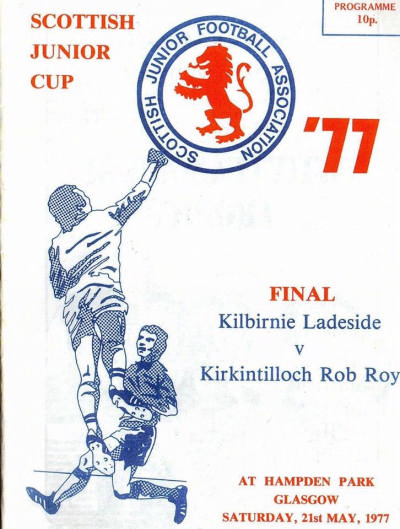 PROGRAMME
10p.
SCOTTISH
JUNIOR
CUP
SCOTTISH JUNIOR FOOTBALL ASSOCIATION
'77
FINAL
Kilbirnie Ladeside
v
Kirkintilloch Rob Roy
AT HAMPDEN PARK
GLASGOW
SATURDAY, 21st MAY, 1977